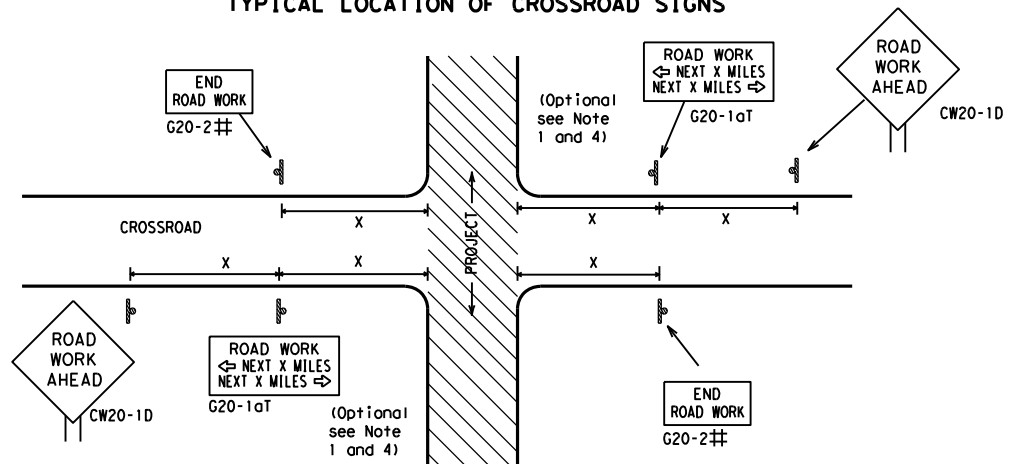 TYPICAL LOCATION OF CROSSROAD SIGNS
END
ROAD WORK
G20-2#
(Optional
see Note
1 and 4)
ROAD WORK
⇦ NEXT X MILES
NEXT X MILES ⇨
G20-1aT
ROAD
WORK
AHEAD
CW20-1D
X
X
X
CROSSROAD
PROJECT
X
X
X
ROAD
WORK
AHEAD
CW20-1D
ROAD WORK
⇦ NEXT X MILES
NEXT X MILES ⇨
G20-1aT
(Optional
see Note
1 and 4)
END
ROAD WORK
G20-2#